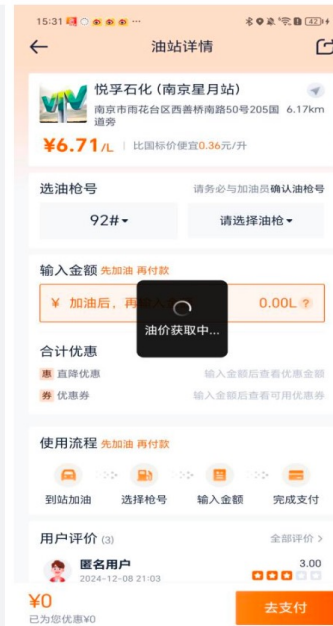 15:31
42
油站详情
悦孚石化 (南京星月站)
南京市雨花台区西善桥南路50号205国道旁 6.17km
¥6.71/L 比国标价便宜0.36元/升
选油枪号 请务必与加油员确认油枪号
92# 请选择油枪
输入金额 先加油 再付款
¥ 加油后，再 0.00L ?
油价获取中...
合计优惠
惠 直降优惠 输入金额后查看优惠金额
券 优惠券 输入金额后查看可用优惠券
使用流程 先加油 再付款
到站加油 选择枪号 输入金额 完成支付
用户评价 (3) 全部评价 >
匿名用户 3.00
2024-12-08 21:03
¥0
已为您优惠¥0
去支付